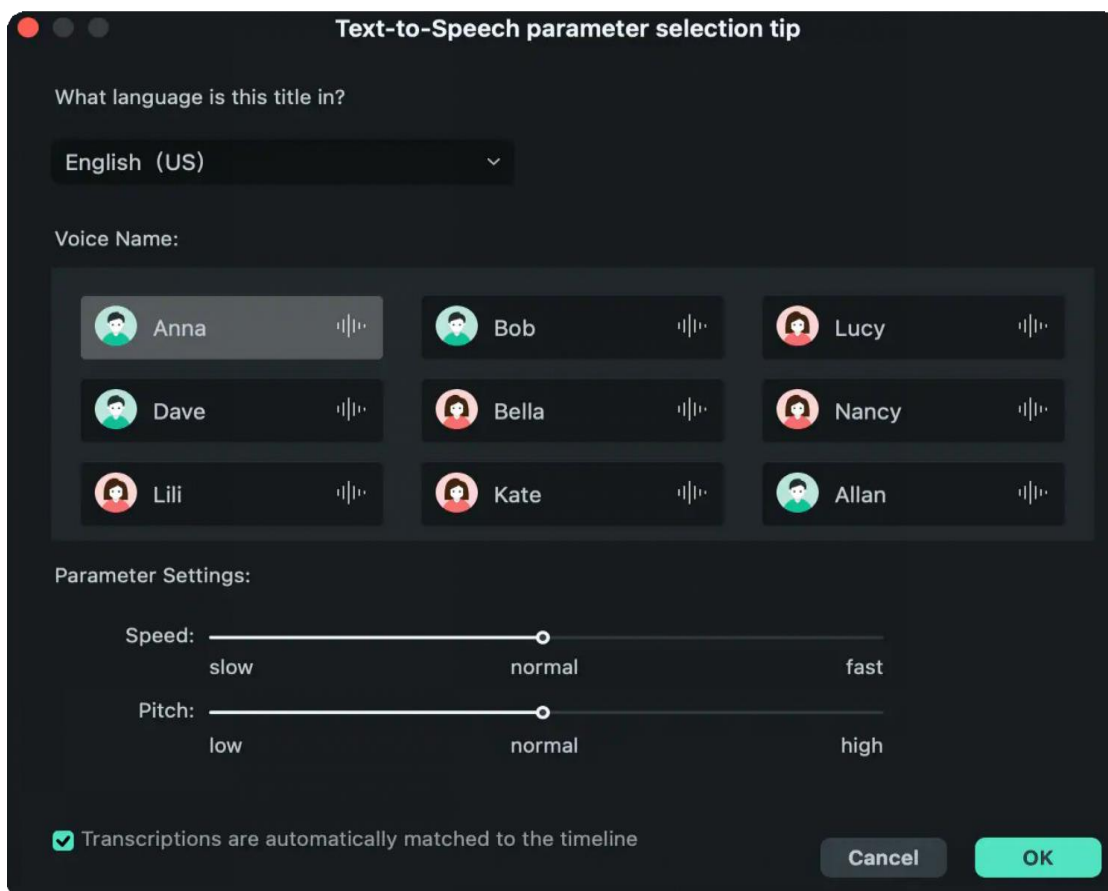 Text-to-Speech parameter selection tip
What language is this title in?
English (US)
Voice Name:
Anna Bob Lucy
Dave Bella Nancy
Lili Kate Allan
Parameter Settings:
Speed:
slow normal fast
Pitch:
low normal high
Transcriptions are automatically matched to the timeline
Cancel OK